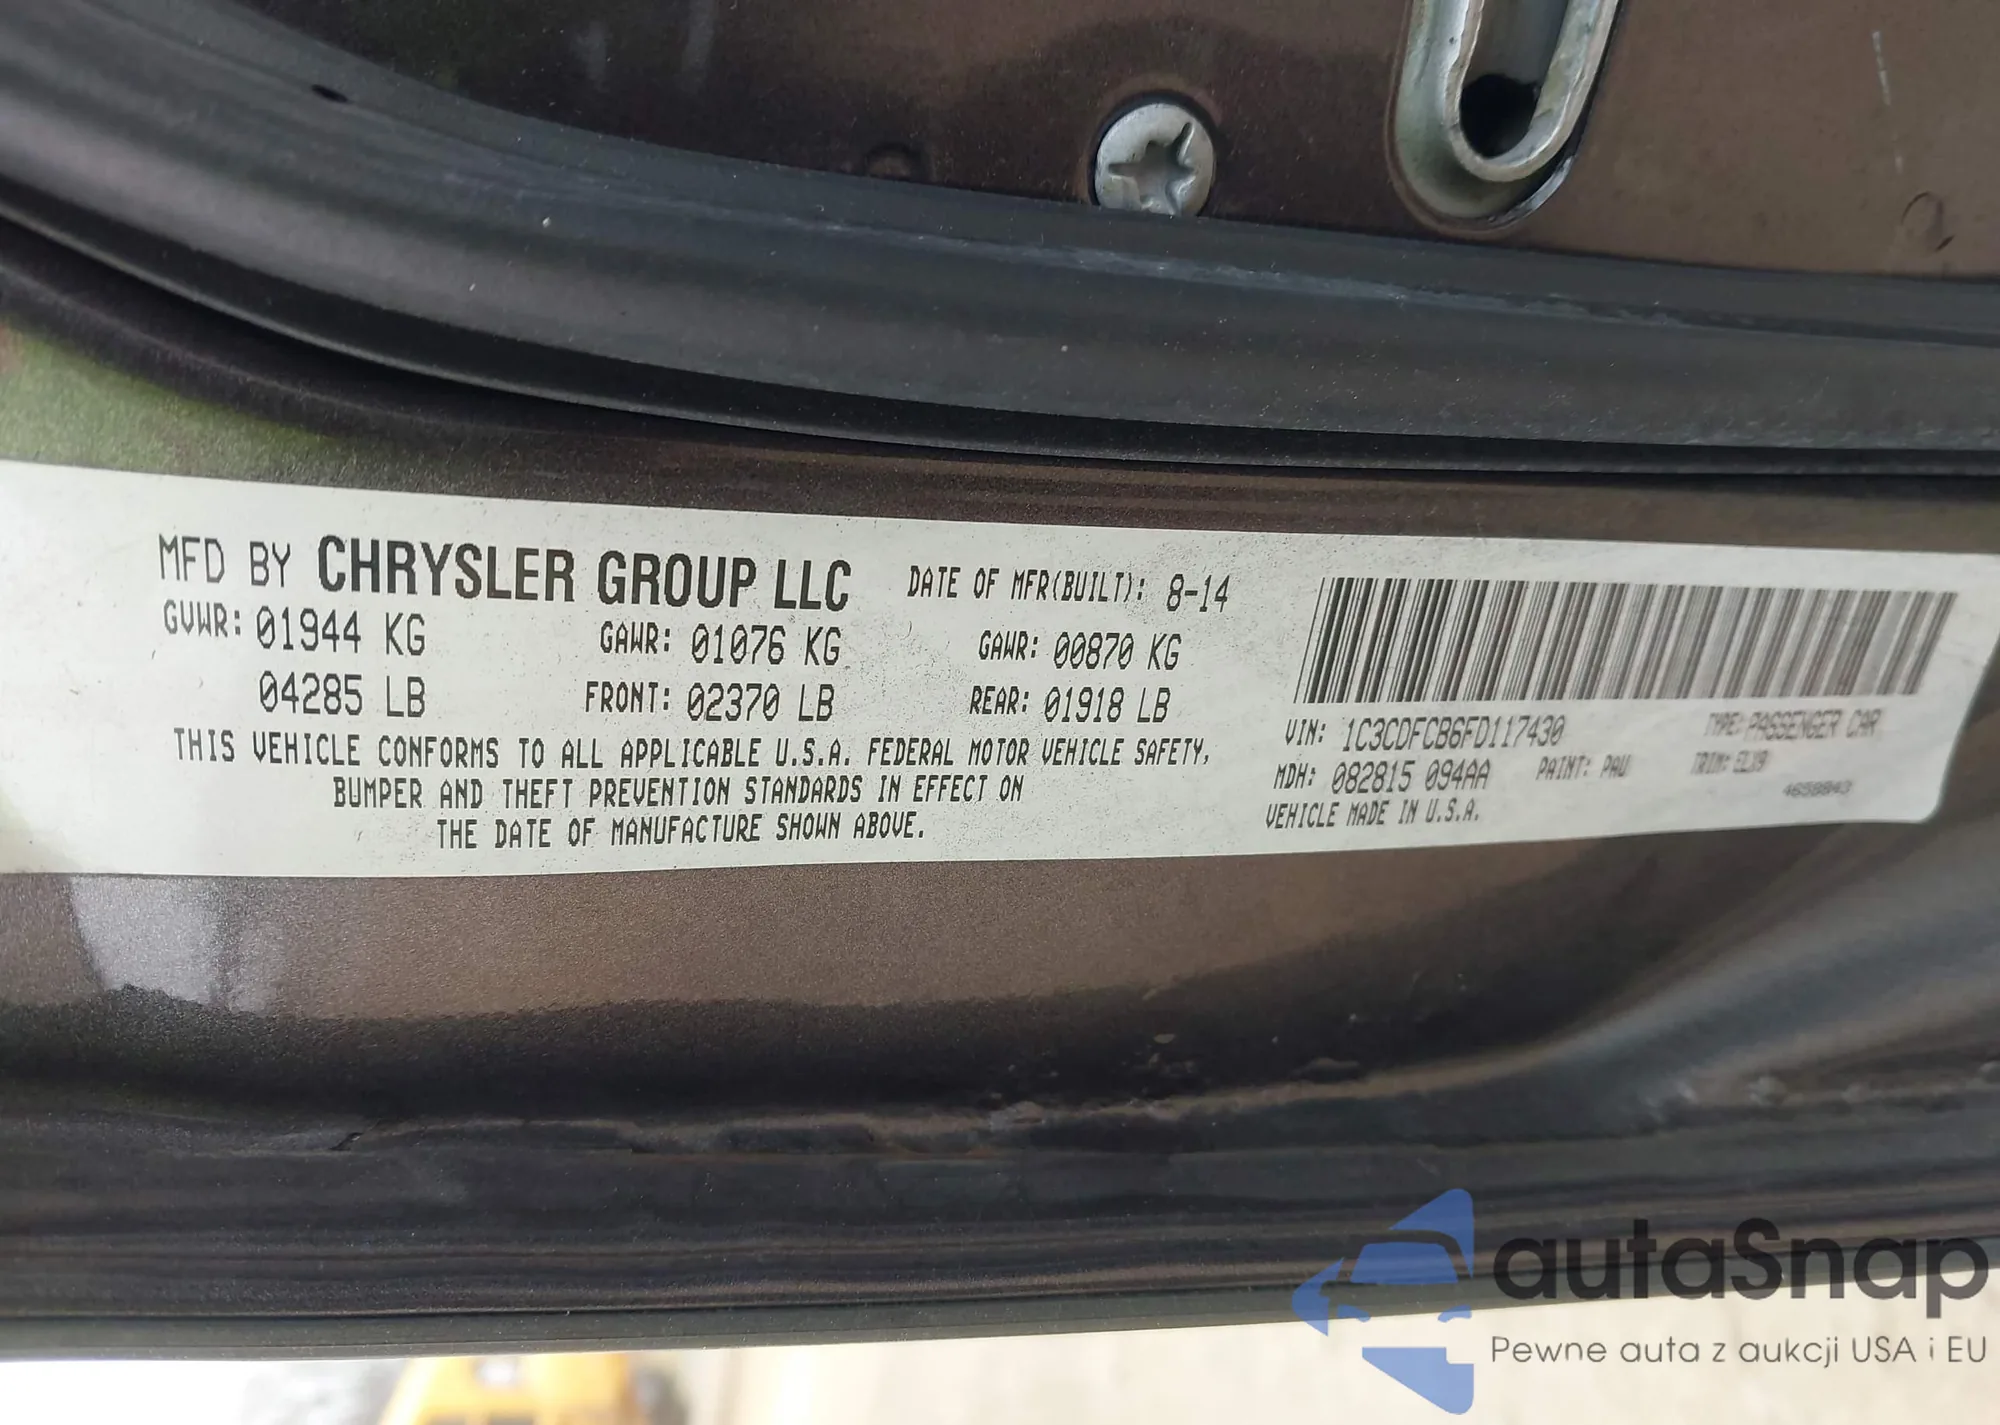 MFD BY CHRYSLER GROUP LLC DATE OF MFR(BUILT): 8-14
GVWR: 01944 KG GAWR: 01076 KG GAWR: 00870 KG
04285 LB FRONT: 02370 LB REAR: 01918 LB
THIS VEHICLE CONFORMS TO ALL APPLICABLE U.S.A. FEDERAL MOTOR VEHICLE SAFETY,
BUMPER AND THEFT PREVENTION STANDARDS IN EFFECT ON
THE DATE OF MANUFACTURE SHOWN ABOVE.
VIN: 1C3CDFCB6FD117430 TYPE: PASSENGER CAR
MDH: 082815 094AA PAINT: PAU TRIM: ELX9
VEHICLE MADE IN U.S.A. 4658843
autaSnap
Pewne auta z aukcji USA i EU